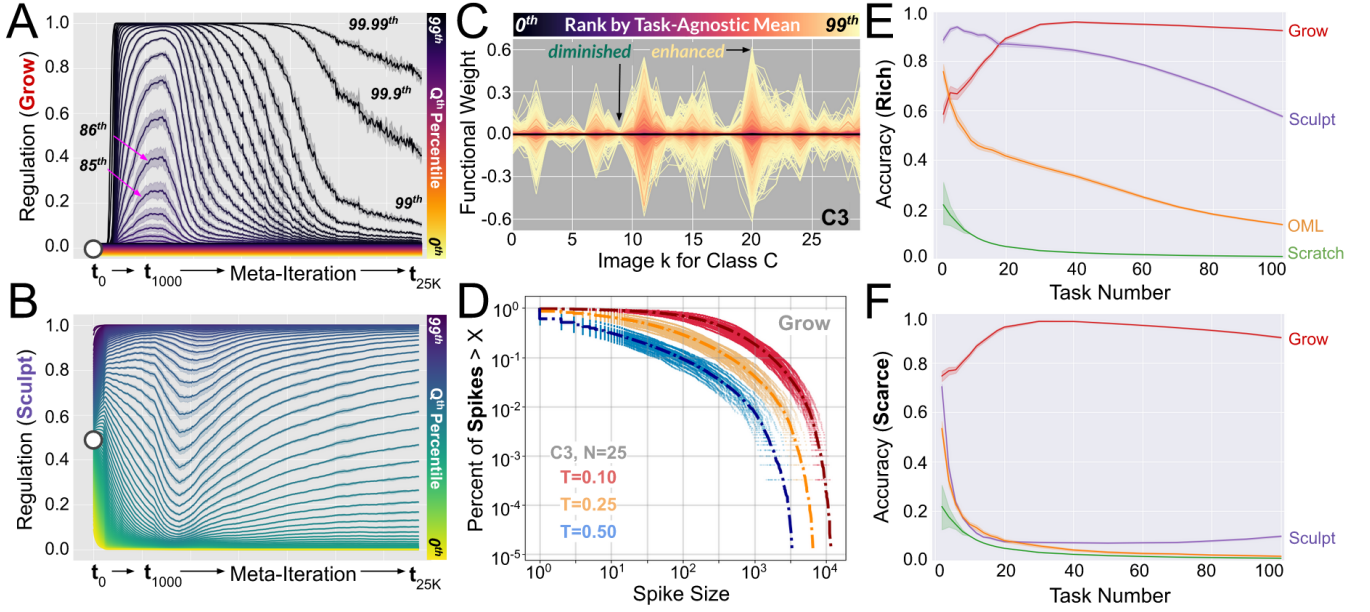 A
Regulation (Grow)
1.0
0.8
0.6
0.4
0.2
0.0
99.99th
99.9th
99th
86th
85th
99th
Qth Percentile
0th
t0
t1000
Meta-Iteration
t25K
B
Regulation (Sculpt)
1.0
0.8
0.6
0.4
0.2
0.0
99th
Qth Percentile
0th
t0
t1000
Meta-Iteration
t25K
C
0th Rank by Task-Agnostic Mean 99th
diminished enhanced
Functional Weight
0.6
0.3
0.0
-0.3
-0.6
C3
0 5 10 15 20 25
Image k for Class C
D
Percent of Spikes > X
10^0
10^-1
10^-2
10^-3
10^-4
10^-5
Grow
C3, N=25
T=0.10
T=0.25
T=0.50
10^0 10^1 10^2 10^3 10^4
Spike Size
E
Accuracy (Rich)
1.0
0.8
0.6
0.4
0.2
0.0
Grow
Sculpt
OML
Scratch
0 20 40 60 80 100
Task Number
F
Accuracy (Scarce)
1.0
0.8
0.6
0.4
0.2
0.0
Grow
Sculpt
0 20 40 60 80 100
Task Number